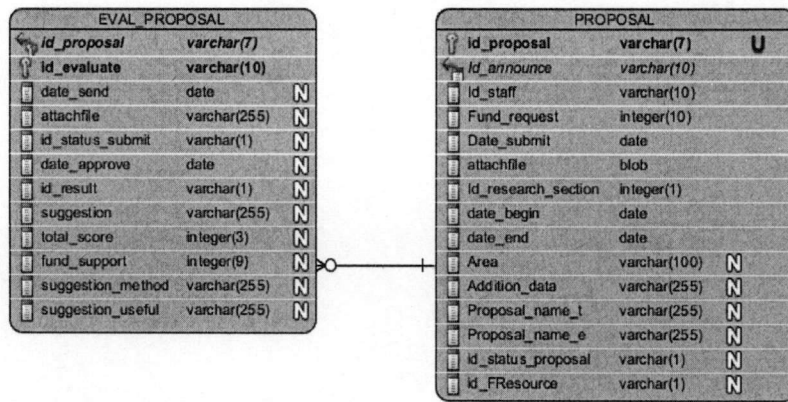 EVAL_PROPOSAL
id_proposal varchar(7)
id_evaluate varchar(10)
date_send date N
attachfile varchar(255) N
id_status_submit varchar(1) N
date_approve date N
id_result varchar(1) N
suggestion varchar(255) N
total_score integer(3) N
fund_support integer(9) N
suggestion_method varchar(255) N
suggestion_useful varchar(255) N
PROPOSAL
id_proposal varchar(7) U
id_announce varchar(10)
id_staff varchar(10)
Fund_request integer(10)
Date_submit date
attachfile blob
id_research_section integer(1)
date_begin date
date_end date
Area varchar(100) N
Addition_data varchar(255) N
Proposal_name_t varchar(255) N
Proposal_name_e varchar(255) N
id_status_proposal varchar(1) N
id_FResource varchar(1) N